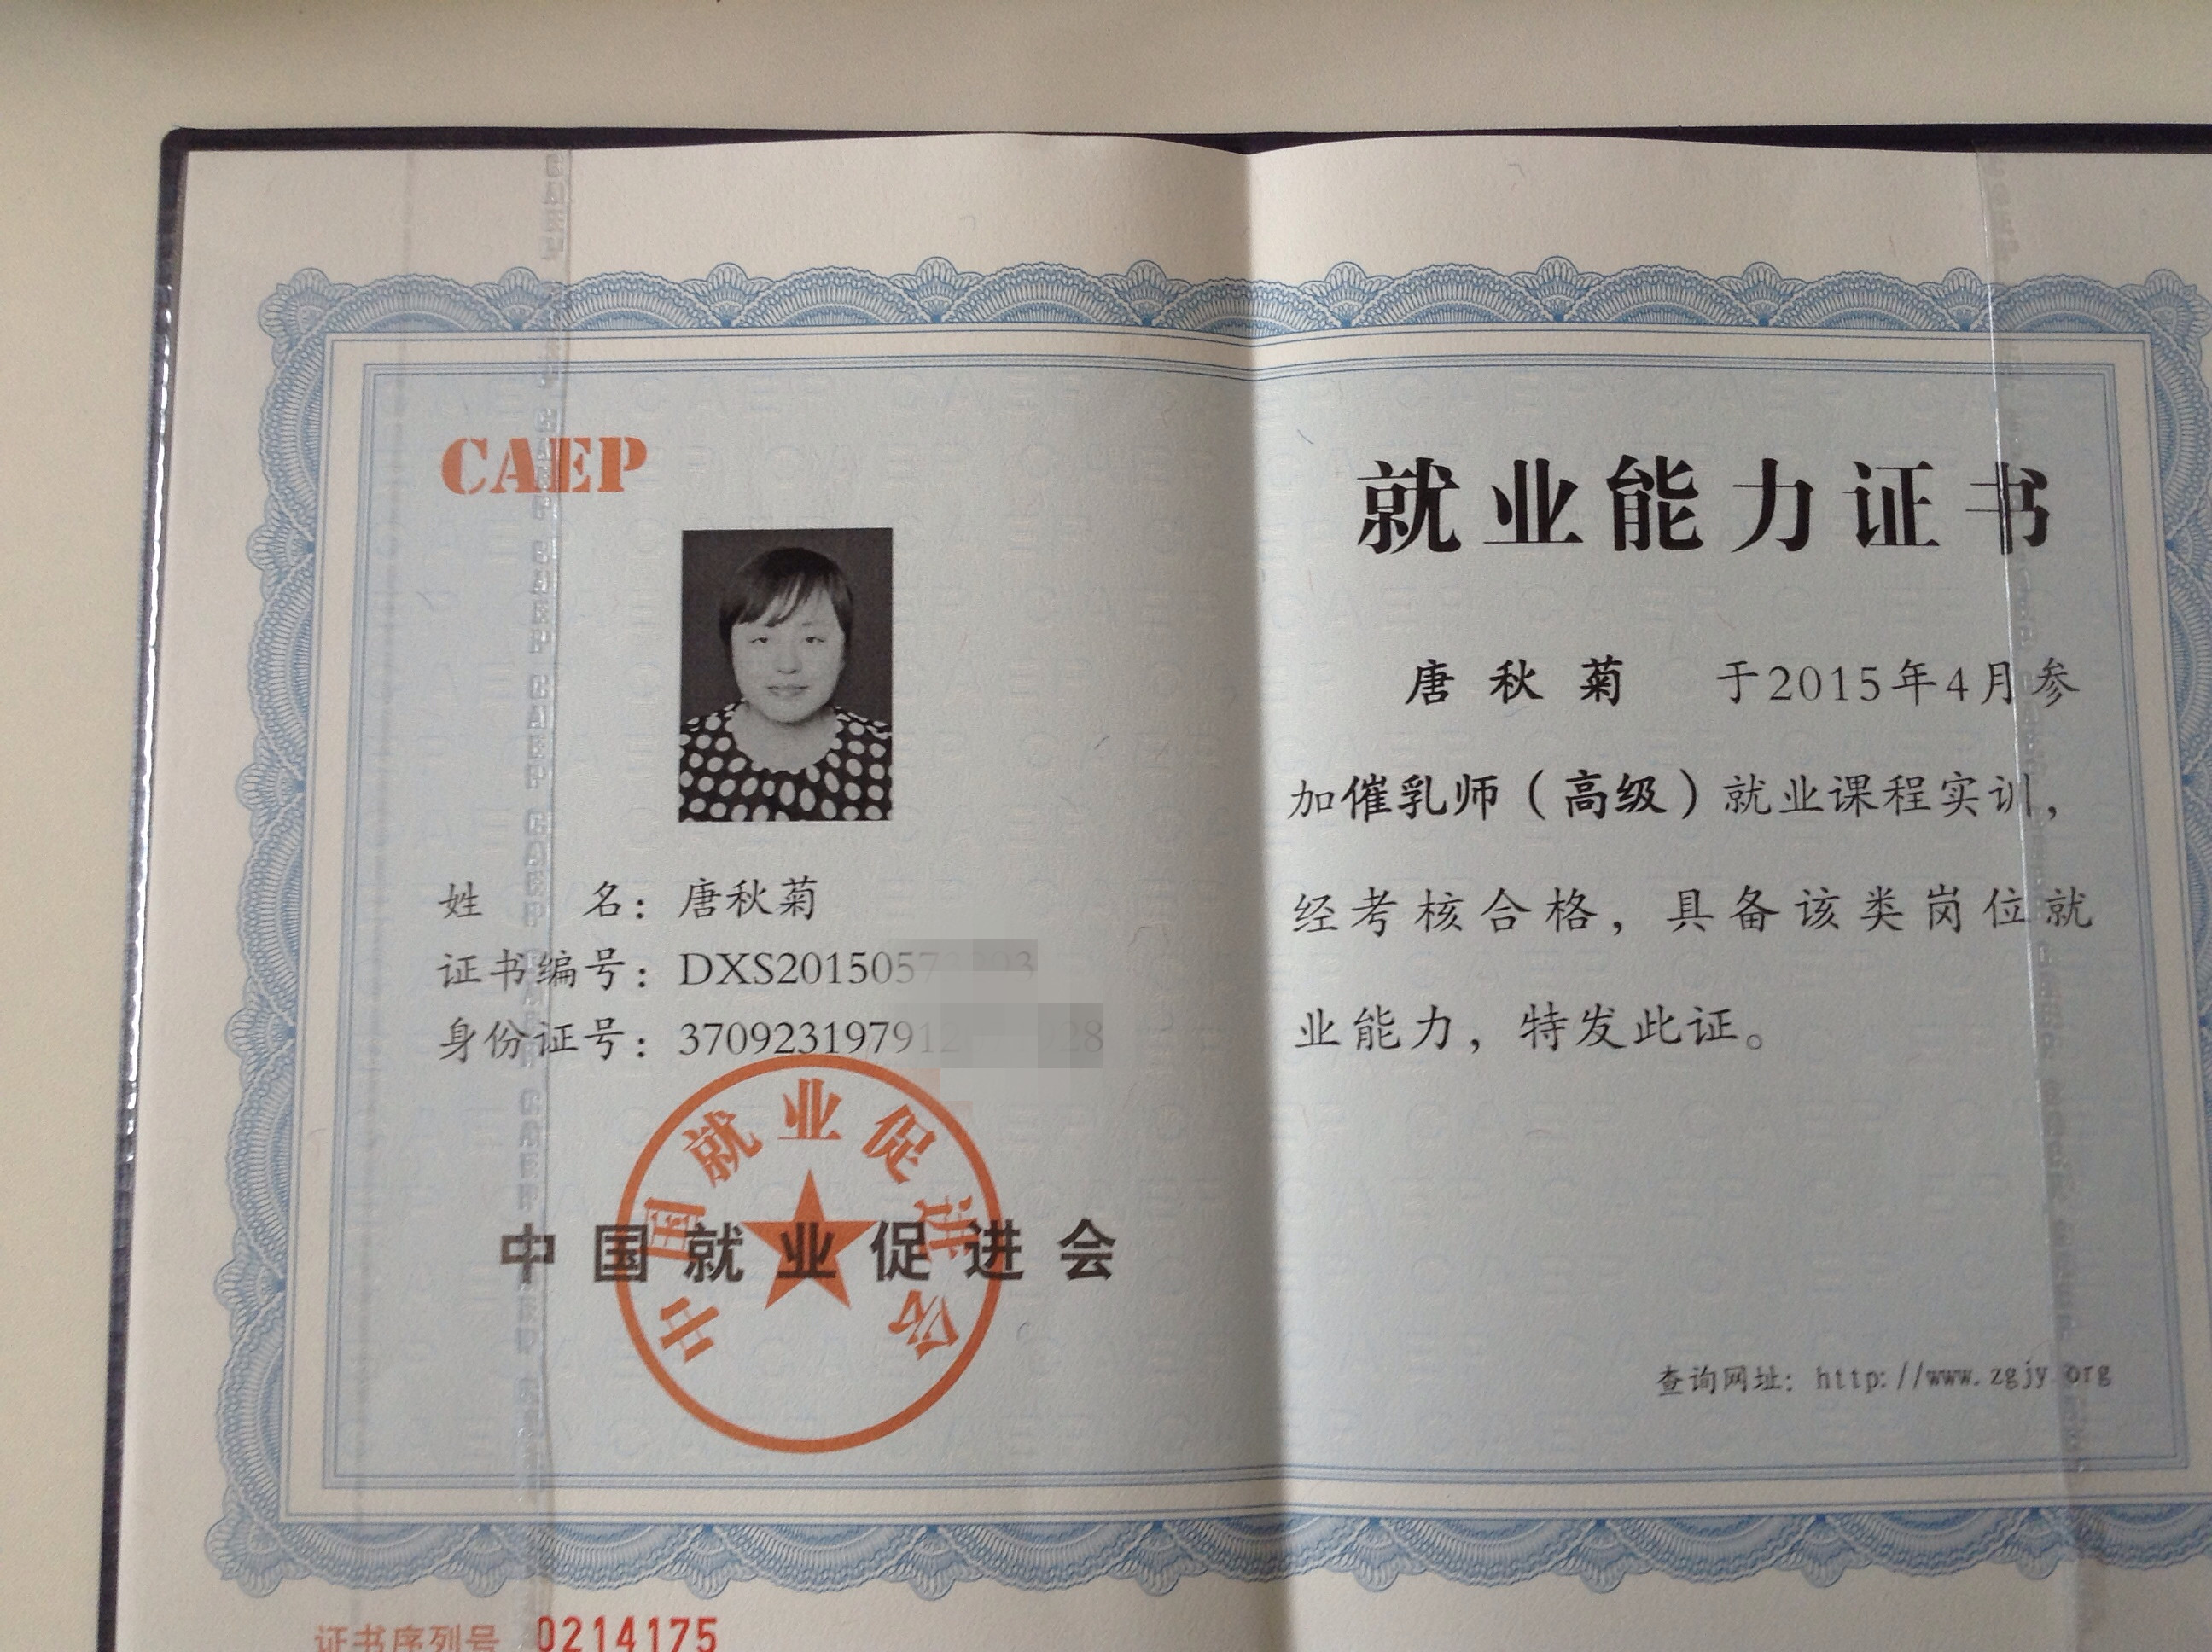 CAEP
姓 名：唐秋菊
证书编号：DXS2015057
身份证号：370923197912
中国就业促进会
中国就业促进会
证书序列号 0214175
就业能力证书
唐秋菊 于2015年4月参
加催乳师（高级）就业课程实训，
经考核合格，具备该类岗位就
业能力，特发此证。
查询网址：http://www.zgjy.org